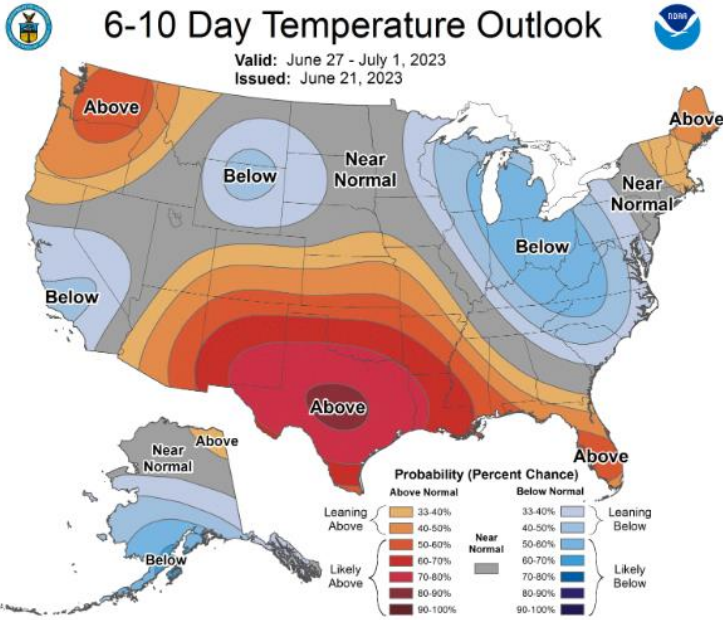 6-10 Day Temperature Outlook
NOAA
Valid: June 27 - July 1, 2023
Issued: June 21, 2023
Above
Below
Near
Normal
Above
Near
Normal
Below
Below
Above
Above
Near
Normal
Above
Below
Probability (Percent Chance)
Above Normal
Below Normal
Leaning
Above
33-40%
40-50%
Likely
Above
50-60%
60-70%
70-80%
80-90%
90-100%
Near
Normal
33-40%
40-50%
Leaning
Below
50-60%
60-70%
70-80%
80-90%
90-100%
Likely
Below